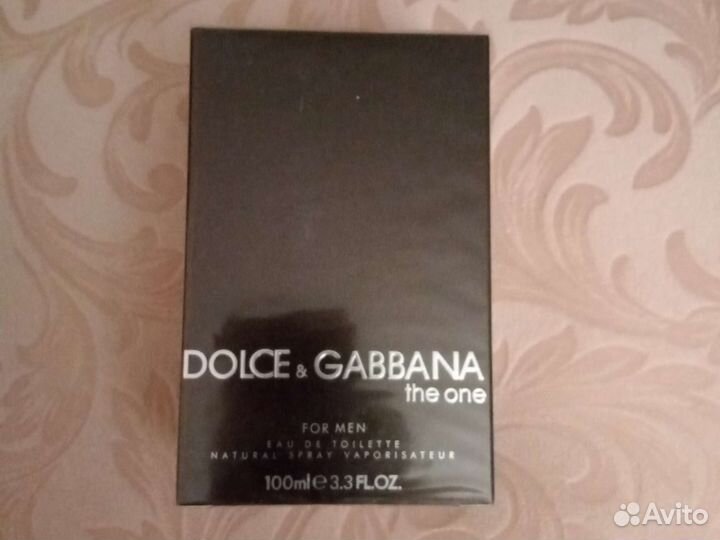 DOLCE & GABBANA
the one
FOR MEN
EAU DE TOILETTE
NATURAL SPRAY VAPORISATEUR
100ml e 3.3 FL.OZ.
Avito